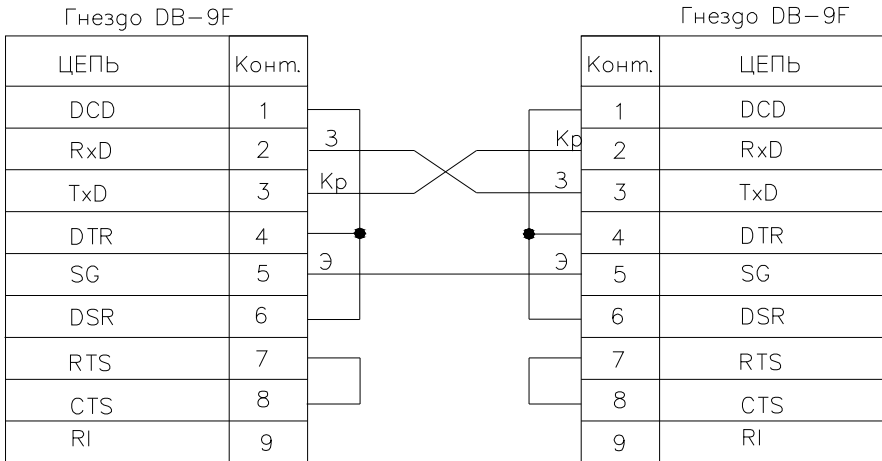 Гнездо DB-9F Гнездо DB-9F
ЦЕПЬ Конт. Конт. ЦЕПЬ
DCD 1 1 DCD
RxD 2 З Кр 2 RxD
TxD 3 Кр З 3 TxD
DTR 4 4 DTR
SG 5 Э Э 5 SG
DSR 6 6 DSR
RTS 7 7 RTS
CTS 8 8 CTS
RI 9 9 RI